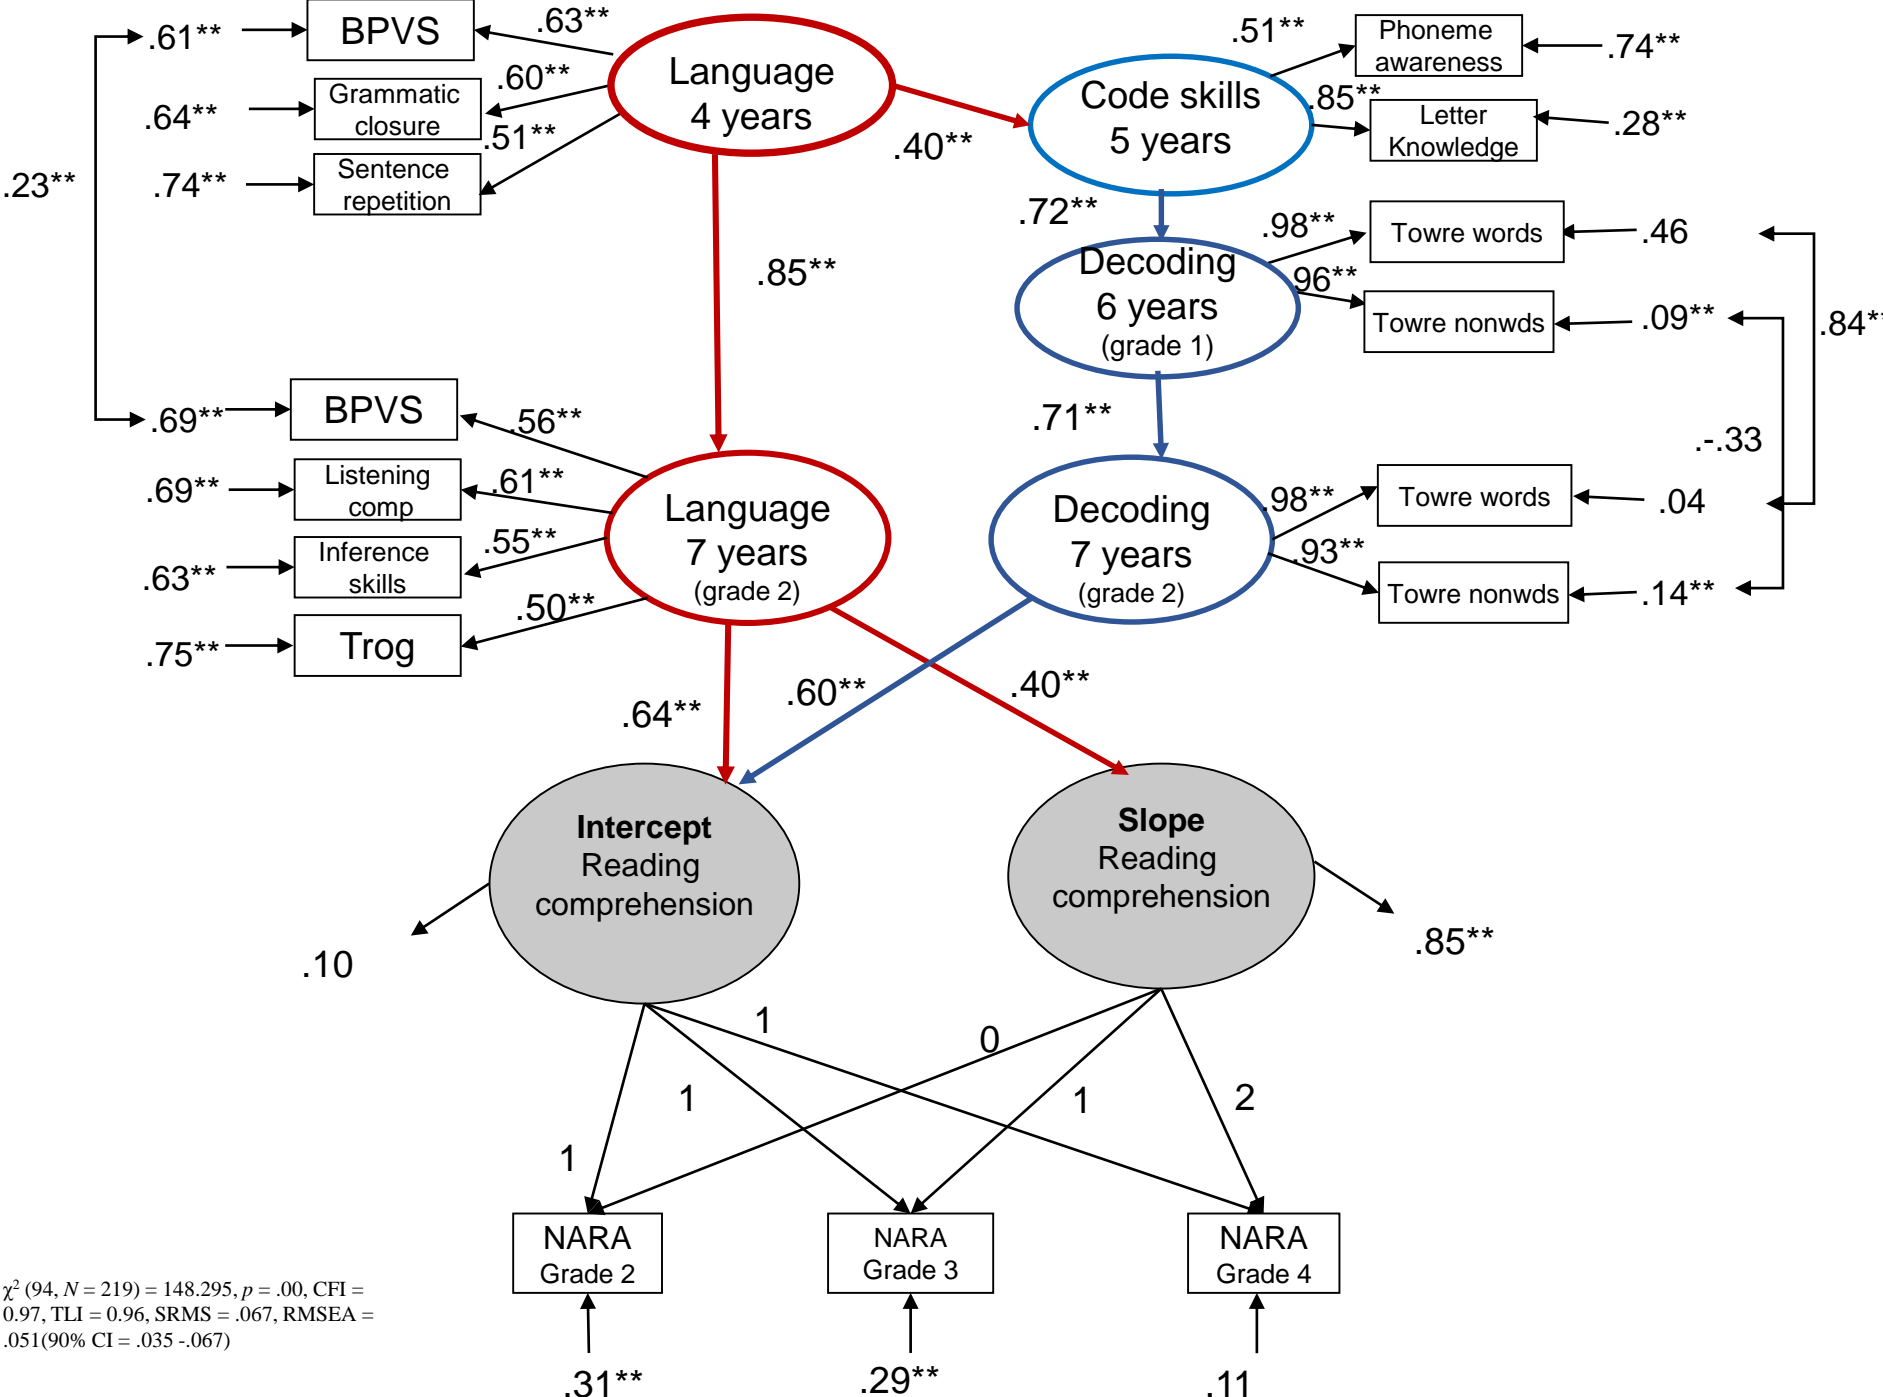 .61**
BPVS
.63**
Language
4 years
.64**
Grammatic
closure
.60**
.74**
Sentence
repetition
.51**
.23**
.40**
Code skills
5 years
.51**
Phoneme
awareness
.74**
.85**
Letter
Knowledge
.28**
.72**
.85**
Decoding
6 years
(grade 1)
.98**
Towre words
.46
.96**
Towre nonwds
.09**
.84**
.71**
.-.33
.69**
BPVS
.56**
.69**
Listening
comp
.61**
.63**
Inference
skills
.55**
.75**
Trog
.50**
Language
7 years
(grade 2)
Decoding
7 years
(grade 2)
.98**
Towre words
.04
.93**
Towre nonwds
.14**
.64**
.60**
.40**
Intercept
Reading
comprehension
.10
Slope
Reading
comprehension
.85**
1
1
1
0
1
2
NARA
Grade 2
NARA
Grade 3
NARA
Grade 4
.31**
.29**
.11
χ² (94, N = 219) = 148.295, p = .00, CFI =
0.97, TLI = 0.96, SRMS = .067, RMSEA =
.051(90% CI = .035 -.067)